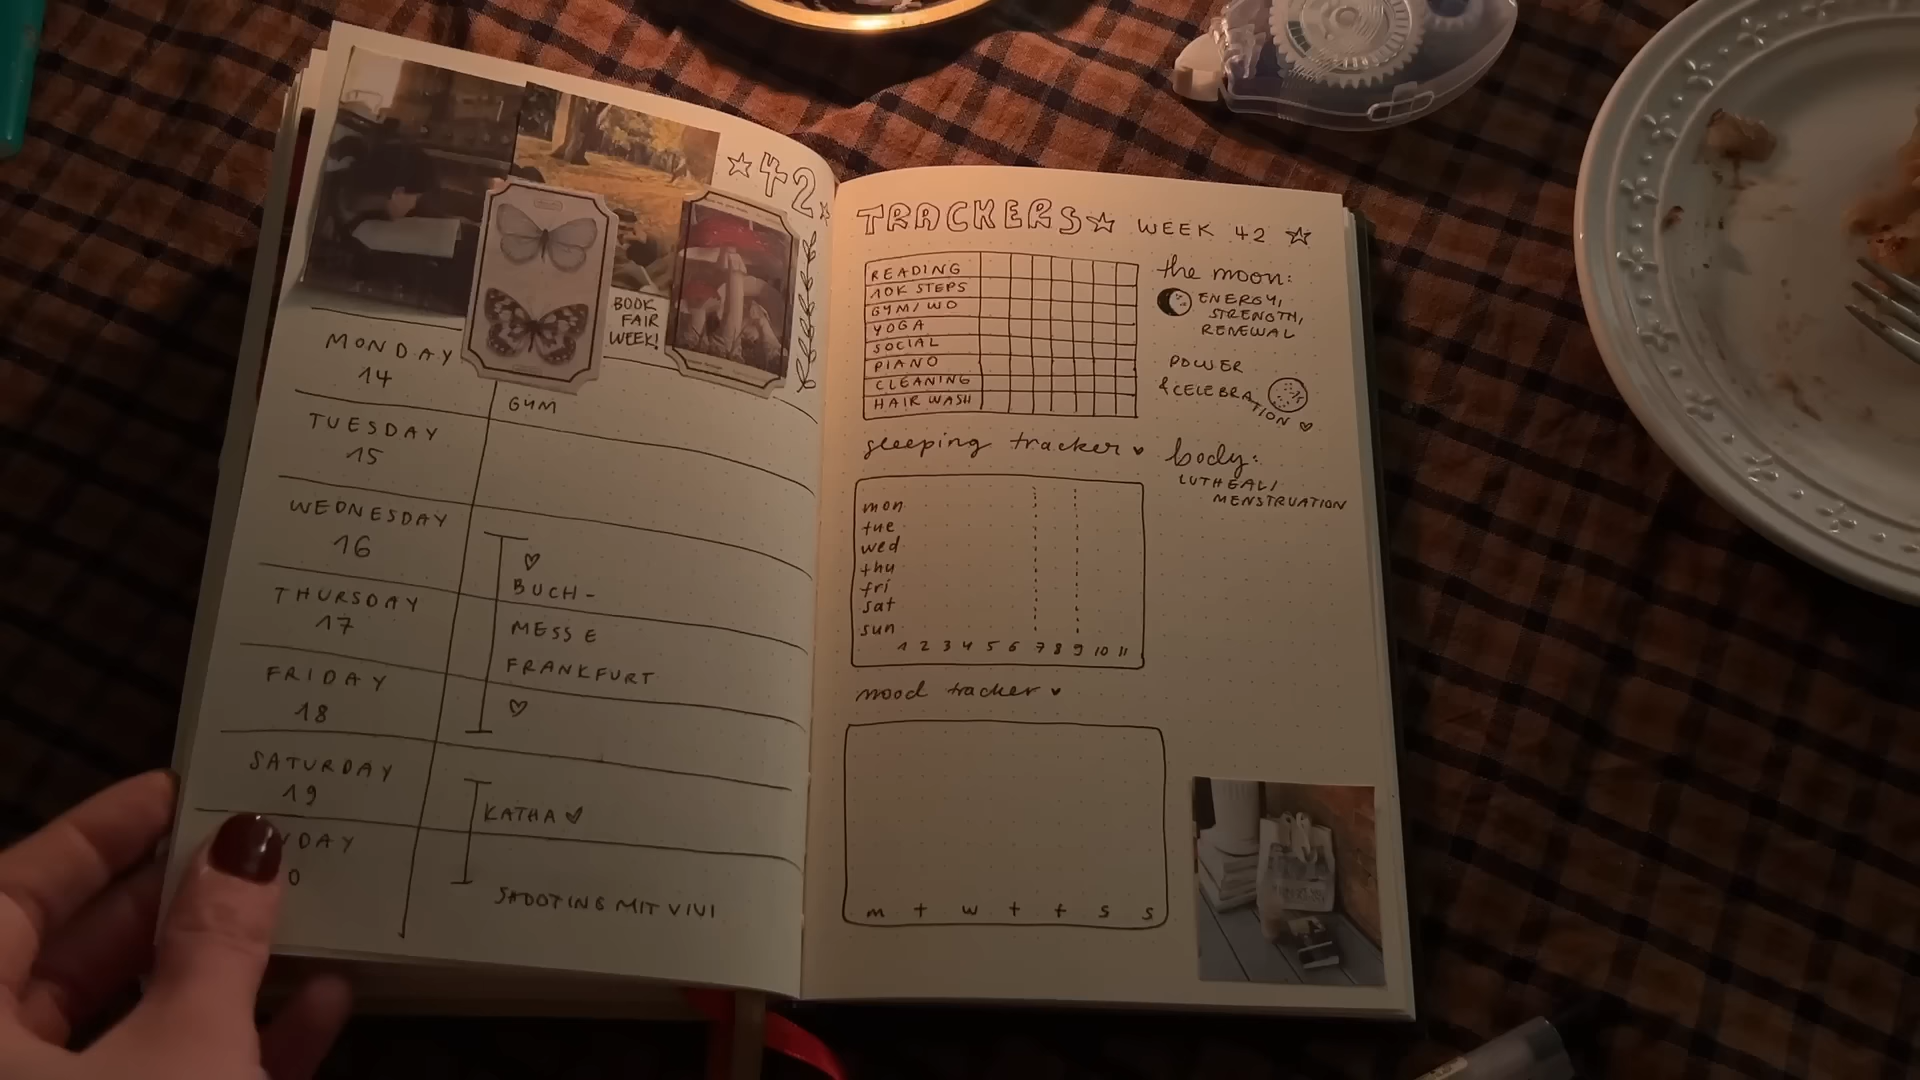 42
BOOK
FAIR
WEEK!
MONDAY
14
GYM
TUESDAY
15
WEDNESDAY
16
BUCH-
THURSDAY
17
MESSE
FRANKFURT
FRIDAY
18
SATURDAY
19
KATHA
NDAY
0
SHOOTING MIT VIVI
TRACKERS WEEK 42
READING
10K STEPS
GYM/WO
YOGA
SOCIAL
PIANO
CLEANING
HAIR WASH
the moon:
ENERGY,
STRENGTH,
RENEWAL
POWER
& CELEBRATION
body:
LUTHEAL/
MENSTRUATION
sleeping tracker
mon
tue
wed
thu
fri
sat
sun
1 2 3 4 5 6 7 8 9 10 11
mood tracker
m t w t f s s